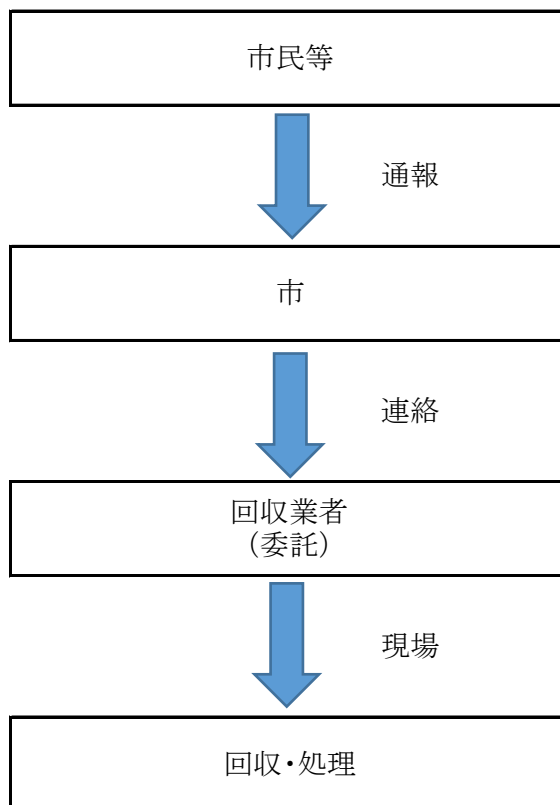 市民等
通報
市
連絡
回収業者
(委託)
現場
回収・処理